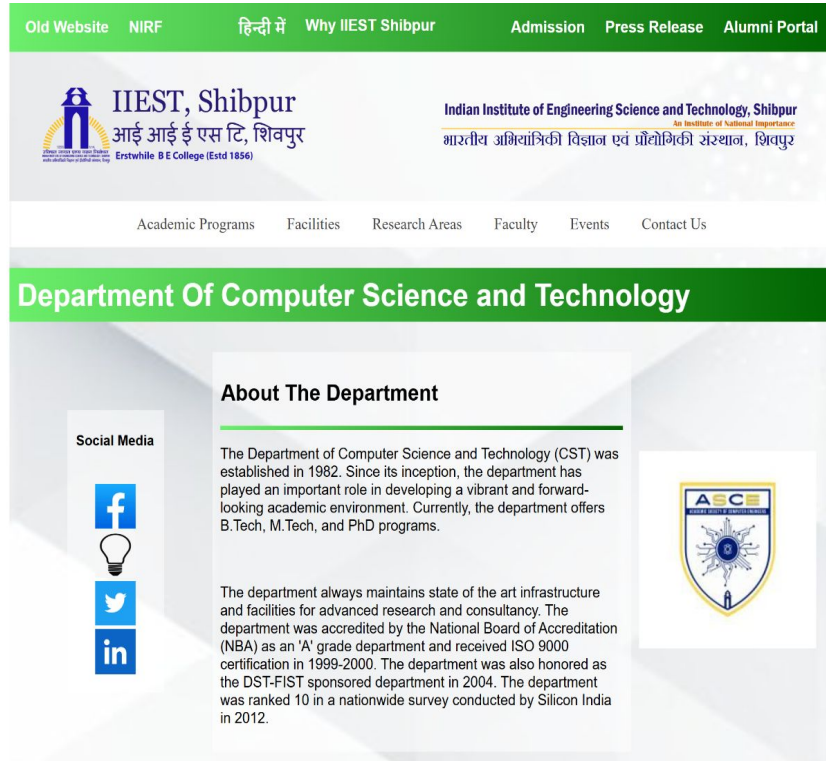 Old Website NIRF हिन्दी में Why IIEST Shibpur Admission Press Release Alumni Portal
IIEST, Shibpur
आई आई ई एस टि, शिवपुर
Erstwhile B E College (Estd 1856)
Indian Institute of Engineering Science and Technology, Shibpur
An Institute of National Importance
भारतीय अभियांत्रिकी विज्ञान एवं प्रौद्योगिकी संस्थान, शिवपुर
Academic Programs Facilities Research Areas Faculty Events Contact Us
Department Of Computer Science and Technology
About The Department
Social Media
The Department of Computer Science and Technology (CST) was
established in 1982. Since its inception, the department has
played an important role in developing a vibrant and forward-
looking academic environment. Currently, the department offers
B.Tech, M.Tech, and PhD programs.
The department always maintains state of the art infrastructure
and facilities for advanced research and consultancy. The
department was accredited by the National Board of Accreditation
(NBA) as an 'A' grade department and received ISO 9000
certification in 1999-2000. The department was also honored as
the DST-FIST sponsored department in 2004. The department
was ranked 10 in a nationwide survey conducted by Silicon India
in 2012.
f
in
ASCE
ACADEMIC SOCIETY OF COMPUTER ENGINEERS